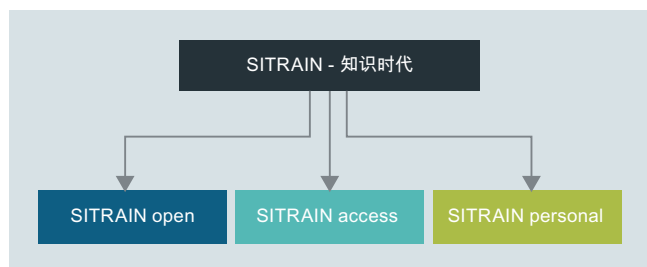 SITRAIN - 知识时代
SITRAIN open
SITRAIN access
SITRAIN personal